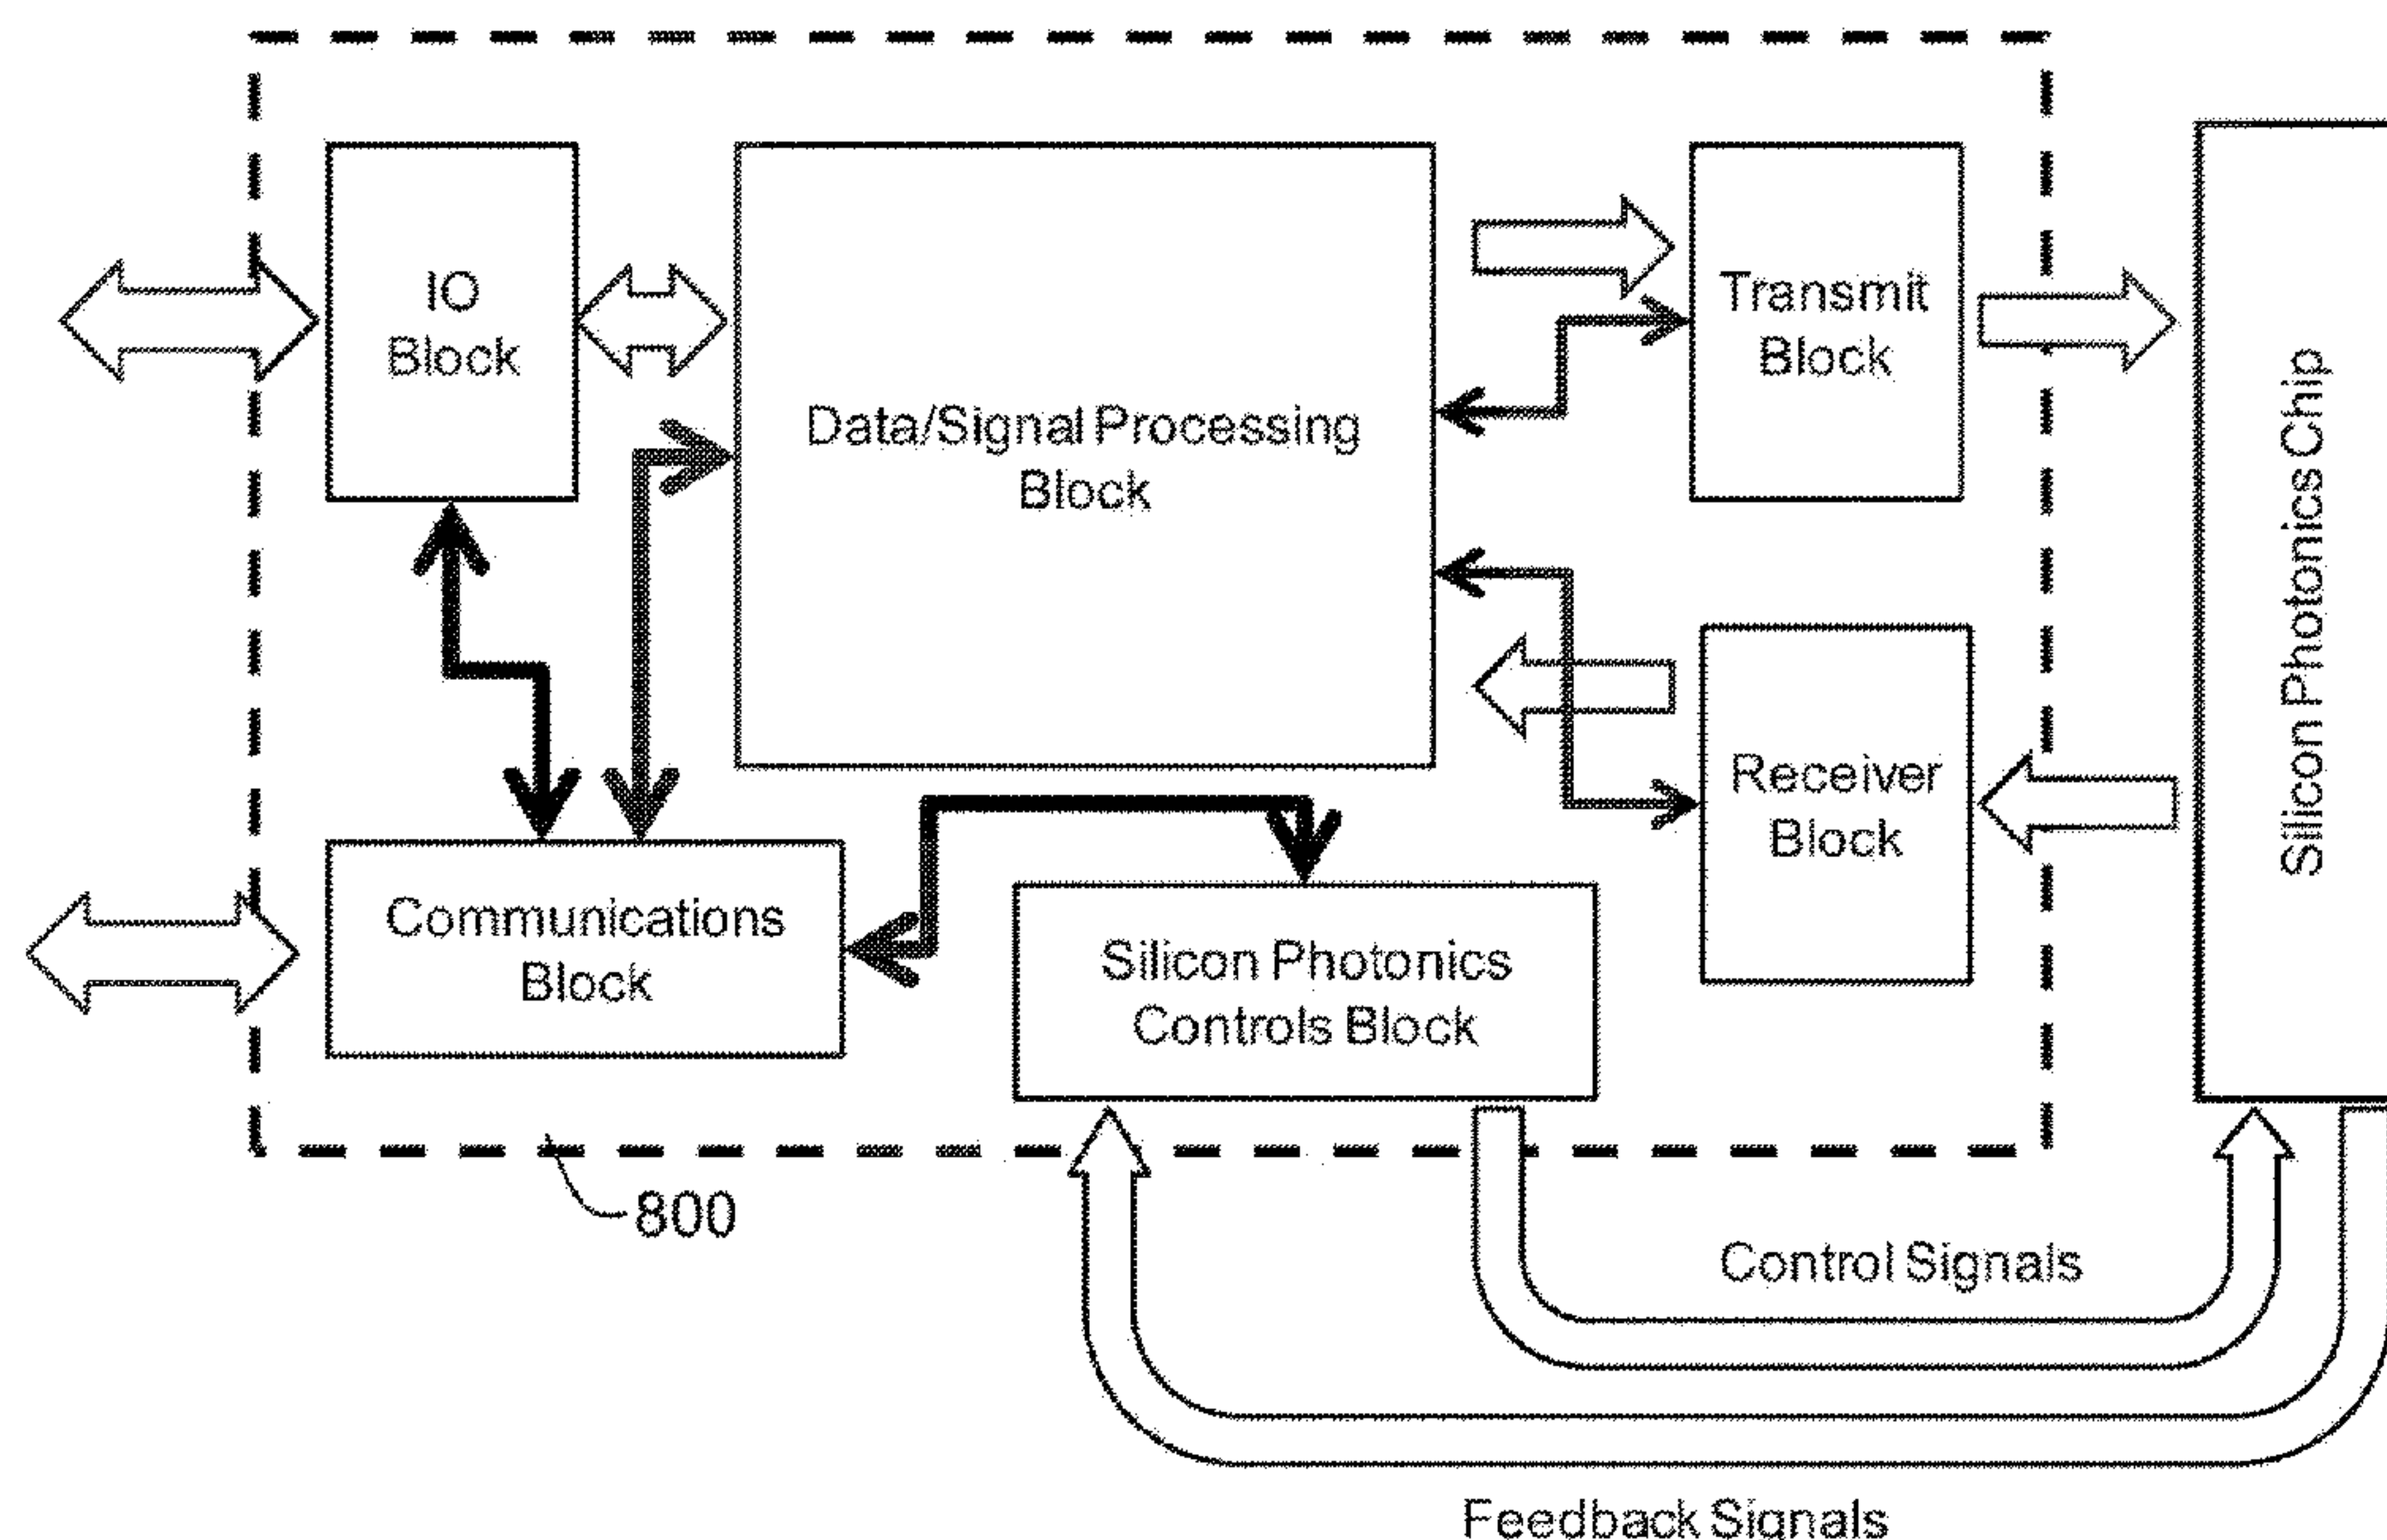 IO
Block
Data/Signal Processing
Block
Transmit
Block
Silicon Photonics Chip
Receiver
Block
Communications
Block
Silicon Photonics
Controls Block
800
Control Signals
Feedback Signals